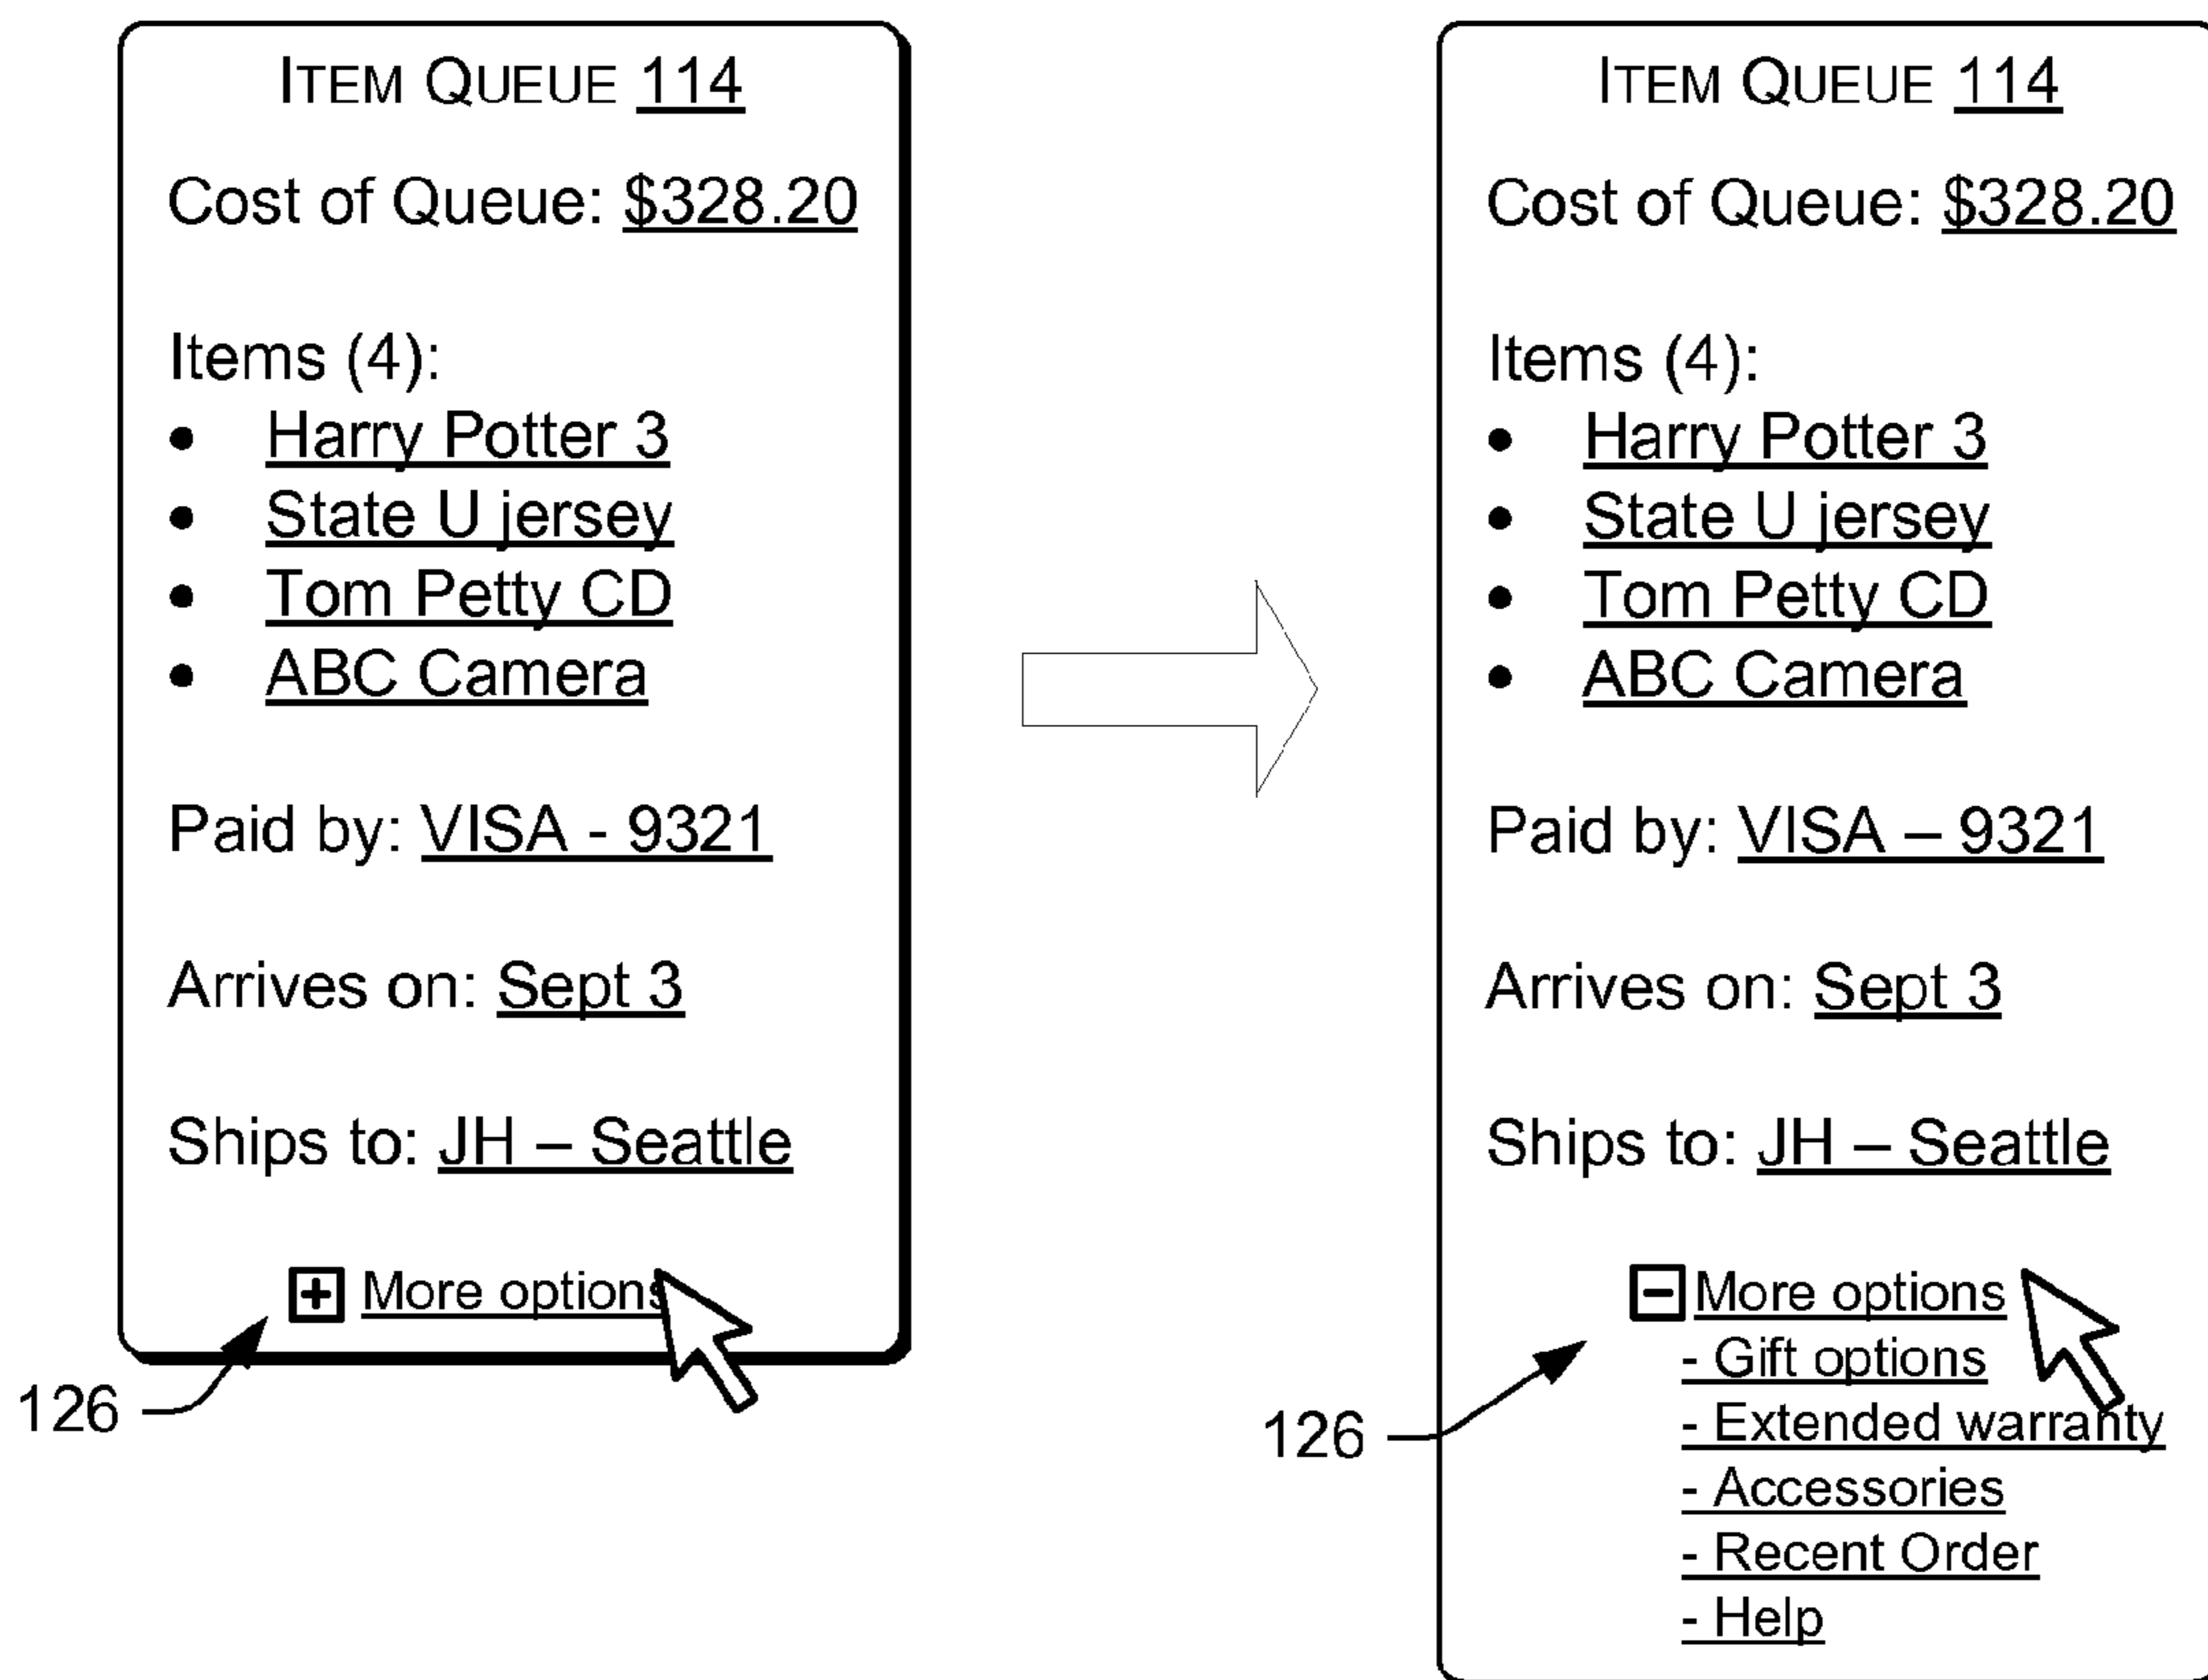 ITEM QUEUE 114
Cost of Queue: $328.20
Items (4):
• Harry Potter 3
• State U jersey
• Tom Petty CD
• ABC Camera
Paid by: VISA - 9321
Arrives on: Sept 3
Ships to: JH – Seattle
+ More options
126
ITEM QUEUE 114
Cost of Queue: $328.20
Items (4):
• Harry Potter 3
• State U jersey
• Tom Petty CD
• ABC Camera
Paid by: VISA – 9321
Arrives on: Sept 3
Ships to: JH – Seattle
- More options
- Gift options
- Extended warranty
- Accessories
- Recent Order
- Help
126